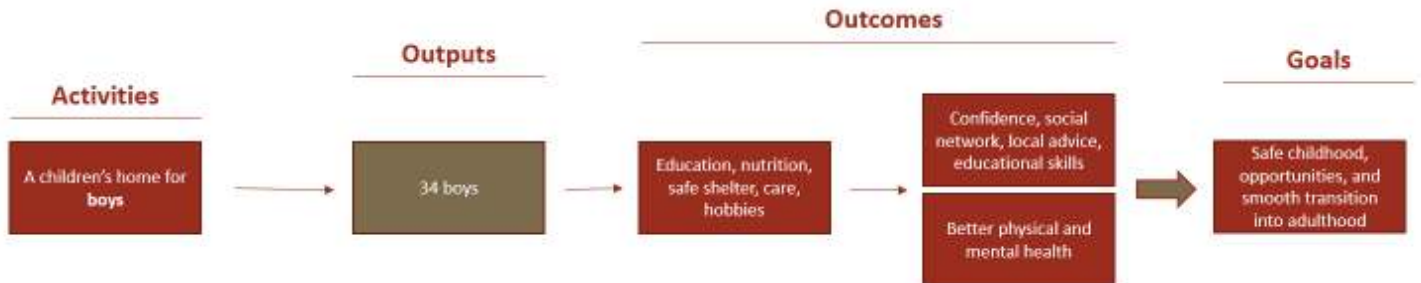 Outcomes
Outputs
Goals
Activities
A children's home for
boys
34 boys
Education, nutrition,
safe shelter, care,
hobbies
Confidence, social
network, local advice,
educational skills
Better physical and
mental health
Safe childhood,
opportunities, and
smooth transition
into adulthood